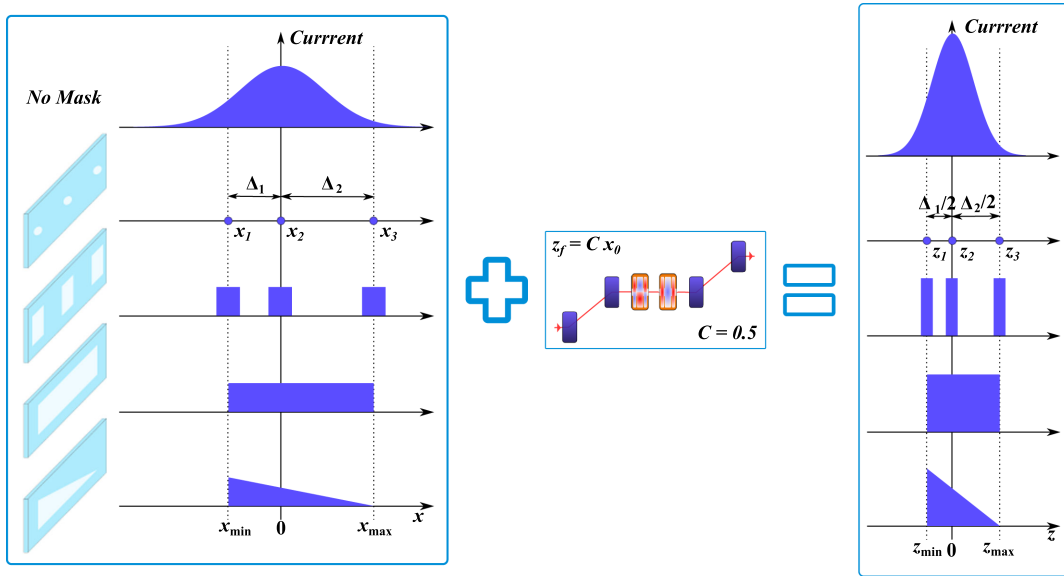 Currrent
No Mask
Δ₁ Δ₂
x₁ x₂ x₃
x
xmin 0 xmax
z_f = C x₀
C = 0.5
Currrent
Δ₁/2 Δ₂/2
z₁ z₂ z₃
z
zmin 0 zmax